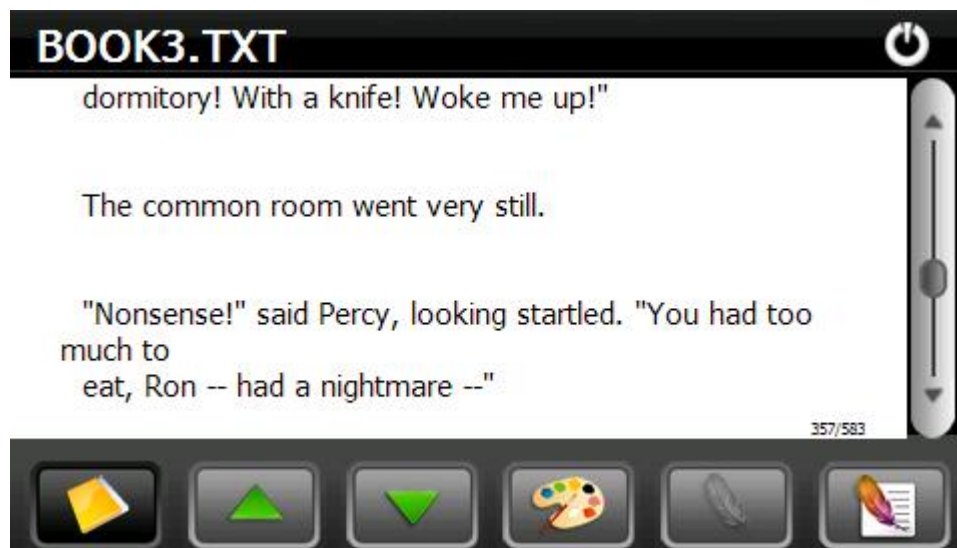 BOOK3.TXT
dormitory! With a knife! Woke me up!"
The common room went very still.
"Nonsense!" said Percy, looking startled. "You had too
much to
eat, Ron -- had a nightmare --"
357/583